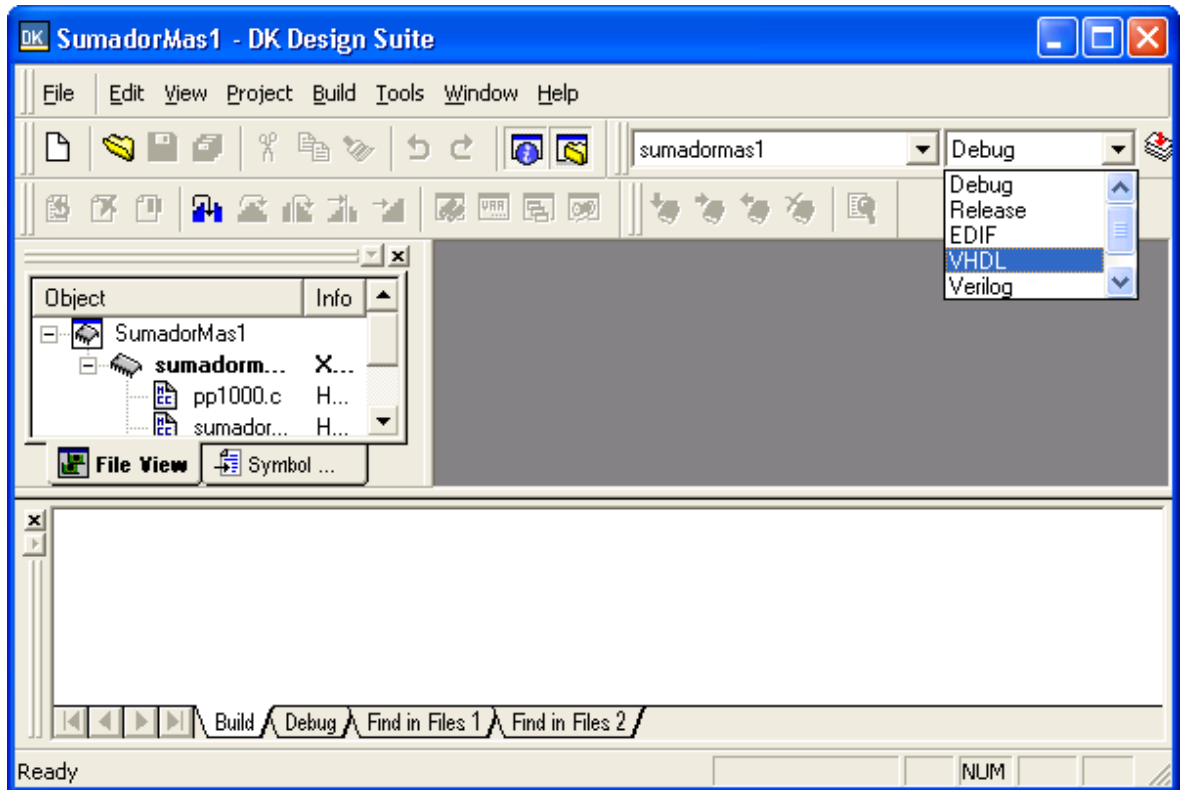 DK SumadorMas1 - DK Design Suite
File Edit View Project Build Tools Window Help
sumadormas1 Debug
Debug
Release
EDIF
VHDL
Verilog
VAR
Object Info
SumadorMas1
sumadorm... X...
pp1000.c H...
sumador... H...
File View Symbol ...
Build Debug Find in Files 1 Find in Files 2
Ready NUM